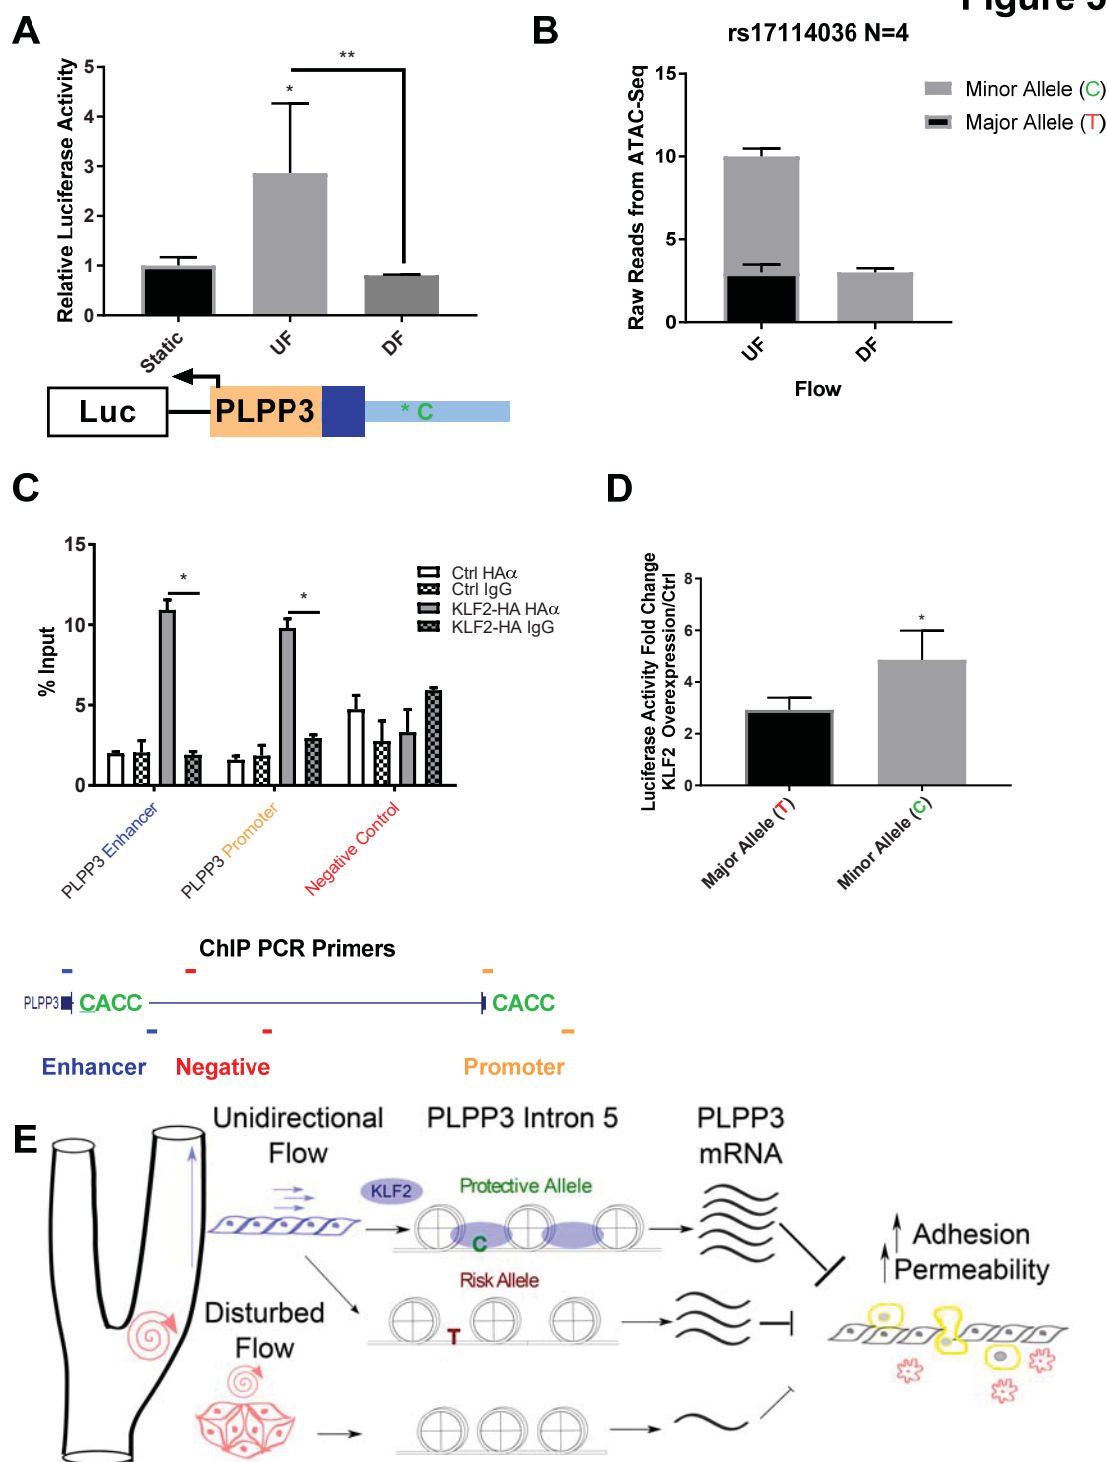 Figure 5
A
**
*
Relative Luciferase Activity
5
4
3
2
1
0
Static
UF
DF
Luc
PLPP3
* C
B
rs17114036 N=4
Raw Reads from ATAC-Seq
15
10
5
0
UF
DF
Flow
Minor Allele (C)
Major Allele (T)
C
% Input
15
10
5
0
*
*
Ctrl HAα
Ctrl IgG
KLF2-HA HAα
KLF2-HA IgG
PLPP3 Enhancer
PLPP3 Promoter
Negative Control
ChIP PCR Primers
PLPP3
CACC
CACC
Enhancer
Negative
Promoter
D
Luciferase Activity Fold Change
KLF2 Overexpression/Ctrl
8
6
4
2
0
*
Major Allele (T)
Minor Allele (C)
E
Unidirectional
Flow
PLPP3 Intron 5
PLPP3
mRNA
KLF2
Protective Allele
C
Risk Allele
T
Disturbed
Flow
Adhesion
Permeability